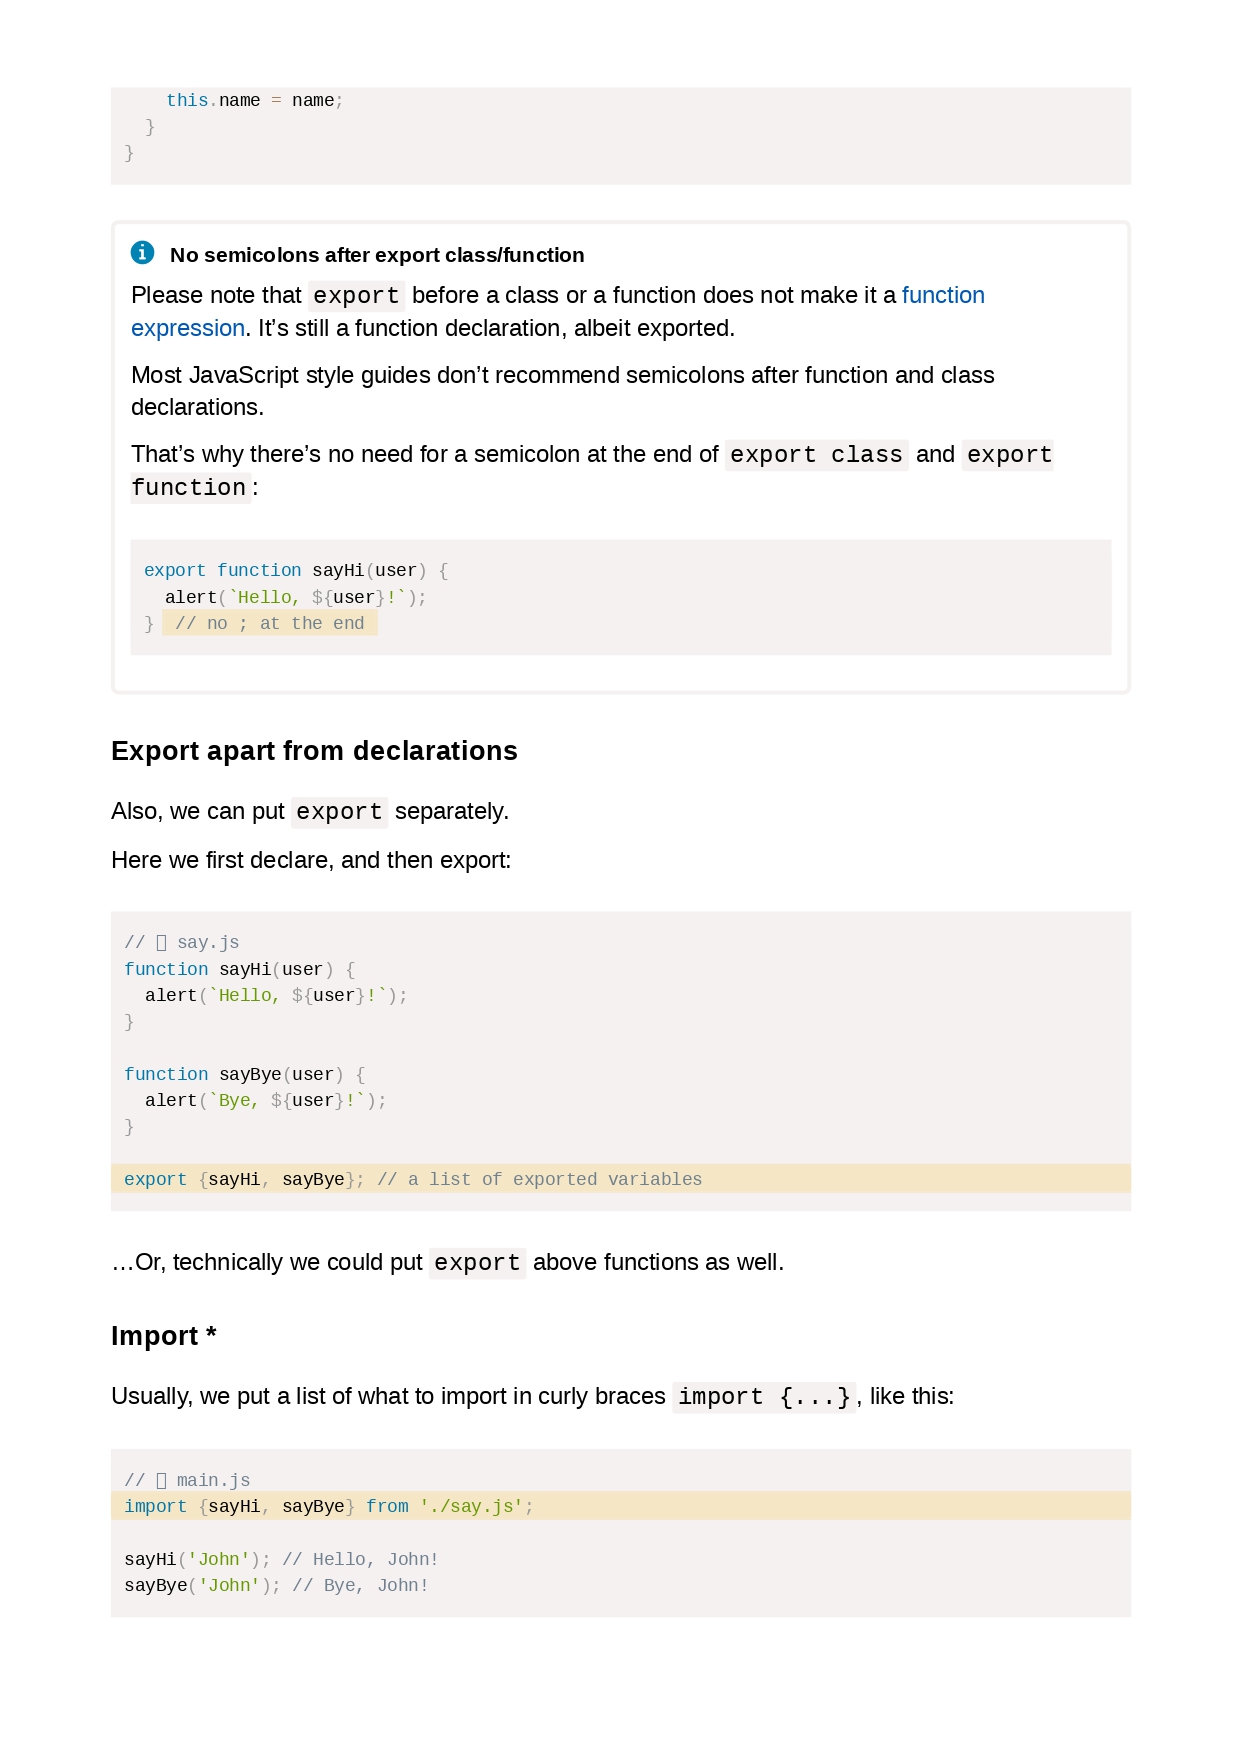 this.name = name;
  }
}
No semicolons after export class/function
Please note that export before a class or a function does not make it a function
expression. It’s still a function declaration, albeit exported.
Most JavaScript style guides don’t recommend semicolons after function and class
declarations.
That’s why there’s no need for a semicolon at the end of export class and export
function:
export function sayHi(user) {
  alert(`Hello, ${user}!`);
} // no ; at the end
Export apart from declarations
Also, we can put export separately.
Here we first declare, and then export:
// say.js
function sayHi(user) {
  alert(`Hello, ${user}!`);
}
function sayBye(user) {
  alert(`Bye, ${user}!`);
}
export {sayHi, sayBye}; // a list of exported variables
…Or, technically we could put export above functions as well.
Import *
Usually, we put a list of what to import in curly braces import {...}, like this:
// main.js
import {sayHi, sayBye} from './say.js';
sayHi('John'); // Hello, John!
sayBye('John'); // Bye, John!